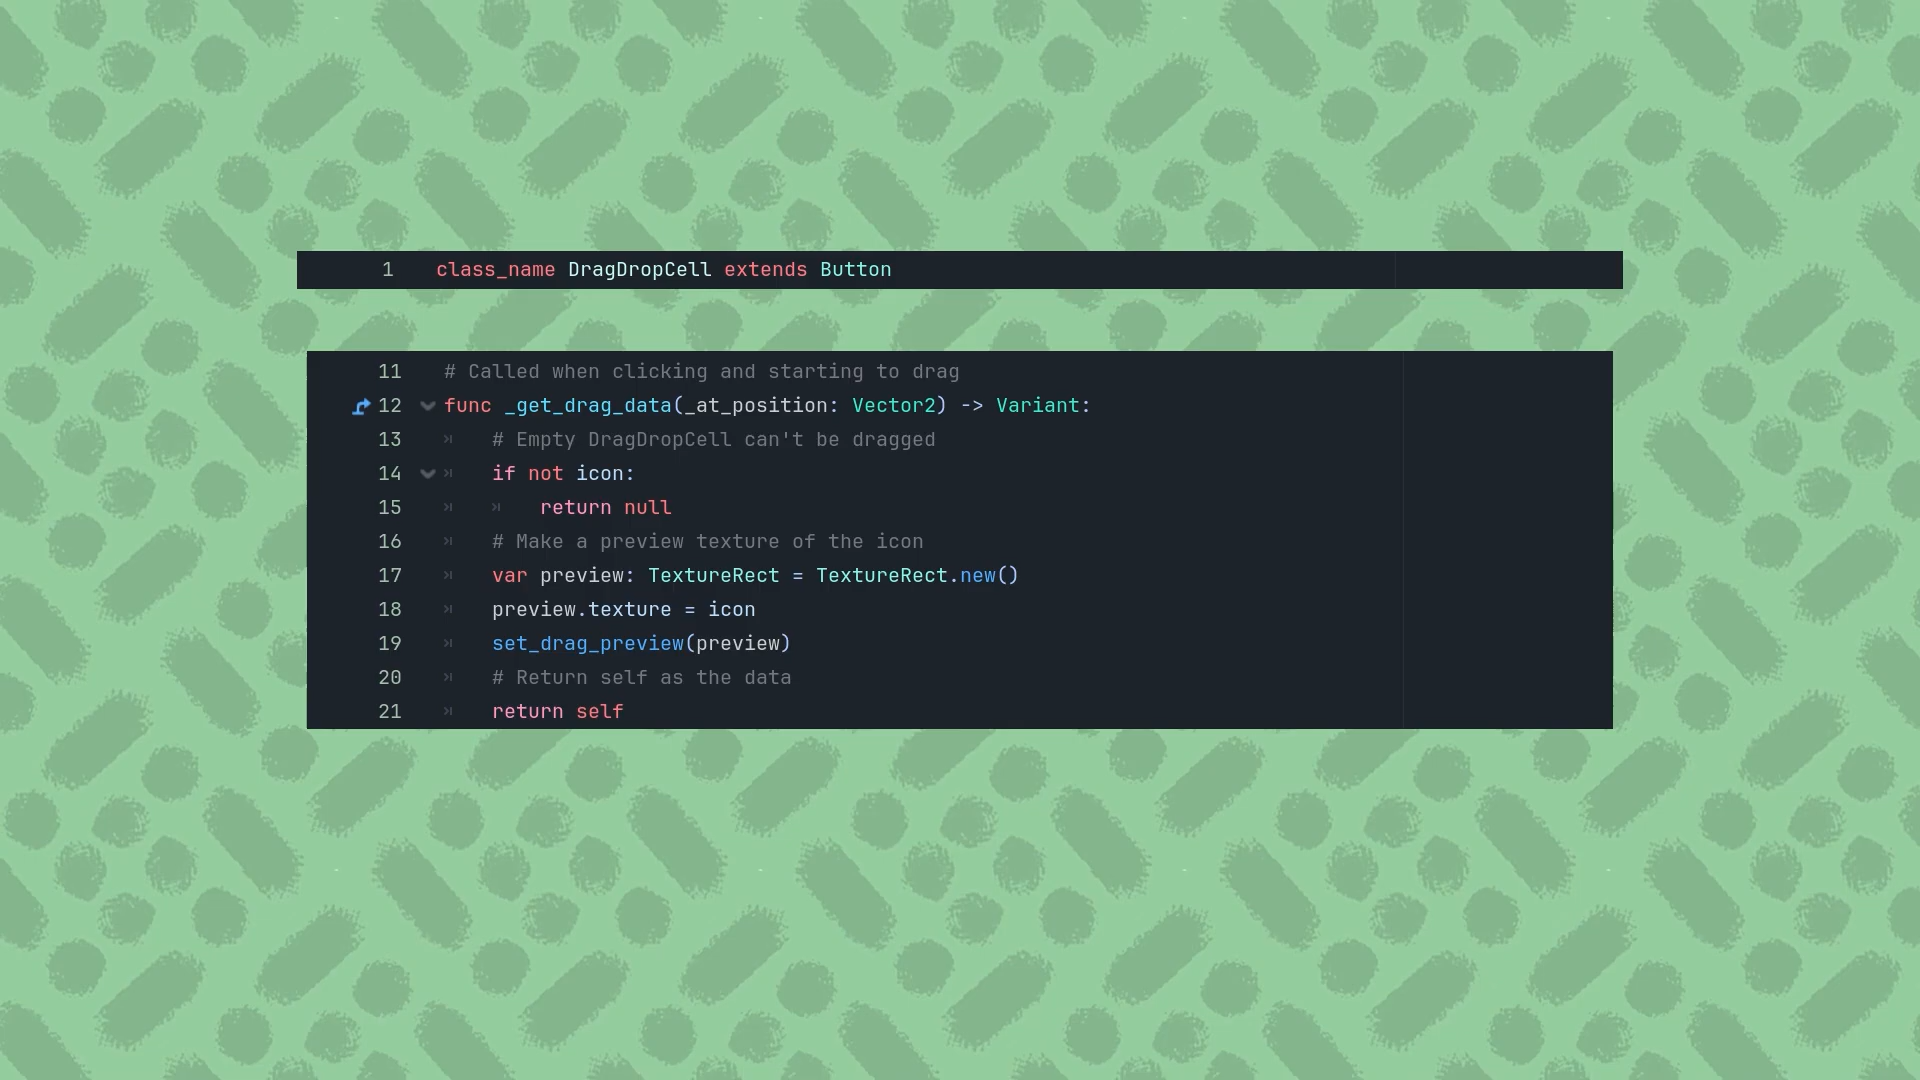 1 class_name DragDropCell extends Button
11 # Called when clicking and starting to drag
12 func _get_drag_data(_at_position: Vector2) -> Variant:
13 # Empty DragDropCell can't be dragged
14 if not icon:
15 return null
16 # Make a preview texture of the icon
17 var preview: TextureRect = TextureRect.new()
18 preview.texture = icon
19 set_drag_preview(preview)
20 # Return self as the data
21 return self